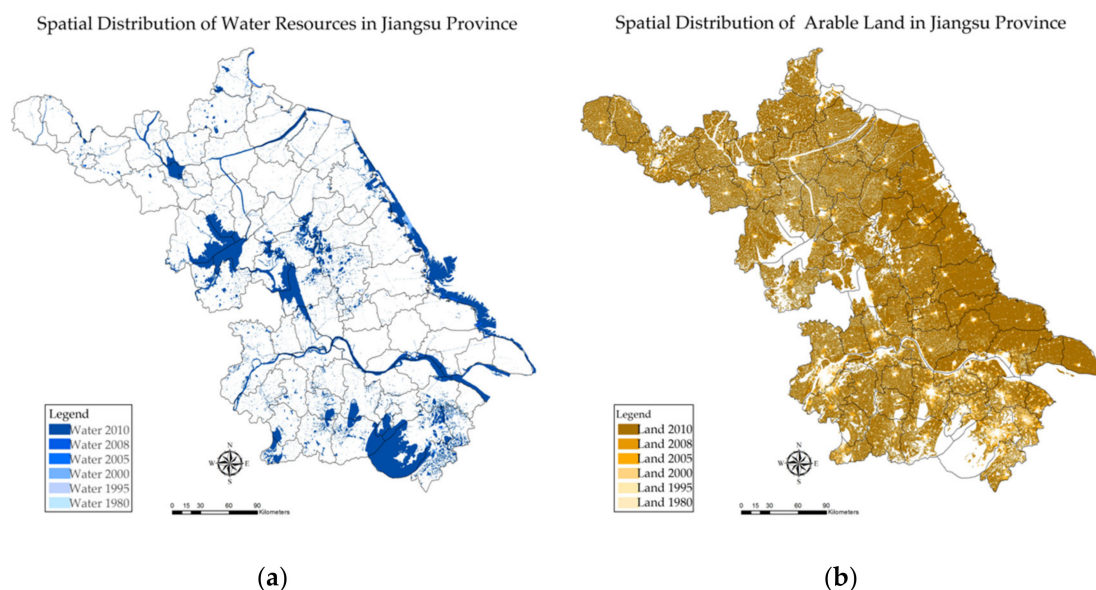 Spatial Distribution of Water Resources in Jiangsu Province
Legend
Water 2010
Water 2008
Water 2005
Water 2000
Water 1995
Water 1980
N
W E
S
0 15 30 60 90
Kilometers
(a)
Spatial Distribution of Arable Land in Jiangsu Province
Legend
Land 2010
Land 2008
Land 2005
Land 2000
Land 1995
Land 1980
N
W E
S
0 15 30 60 90
Kilometers
(b)